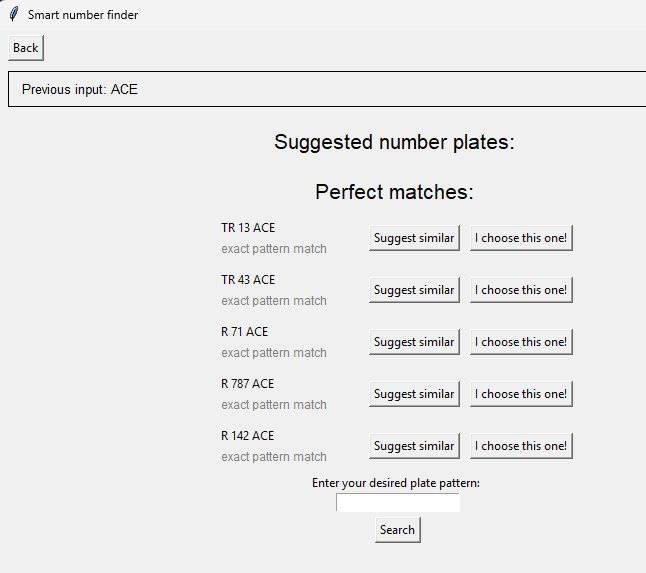 Smart number finder
Back
Previous input: ACE
Suggested number plates:
Perfect matches:
TR 13 ACE
exact pattern match
Suggest similar
I choose this one!
TR 43 ACE
exact pattern match
Suggest similar
I choose this one!
R 71 ACE
exact pattern match
Suggest similar
I choose this one!
R 787 ACE
exact pattern match
Suggest similar
I choose this one!
R 142 ACE
exact pattern match
Suggest similar
I choose this one!
Enter your desired plate pattern:
Search